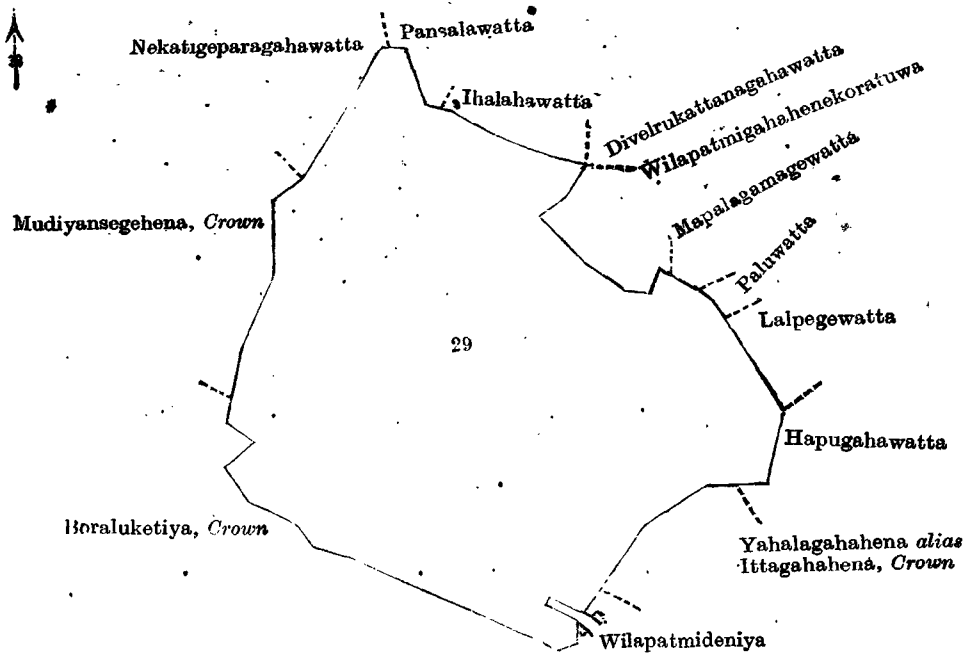 Pansalawatta
Nekatigeparagahawatta
Ihalahawatta
Divelrukattanagahawatta
Wilapatmigahahenekoratuwa
Mapalagamagewatta
Mudiyansegehena, Crown
Paluwatta
Lalpegewatta
29
Hapugahawatta
Boraluketiya, Crown
Yahalagahahena alias
Ittagahahena, Crown
Wilapatmideniya